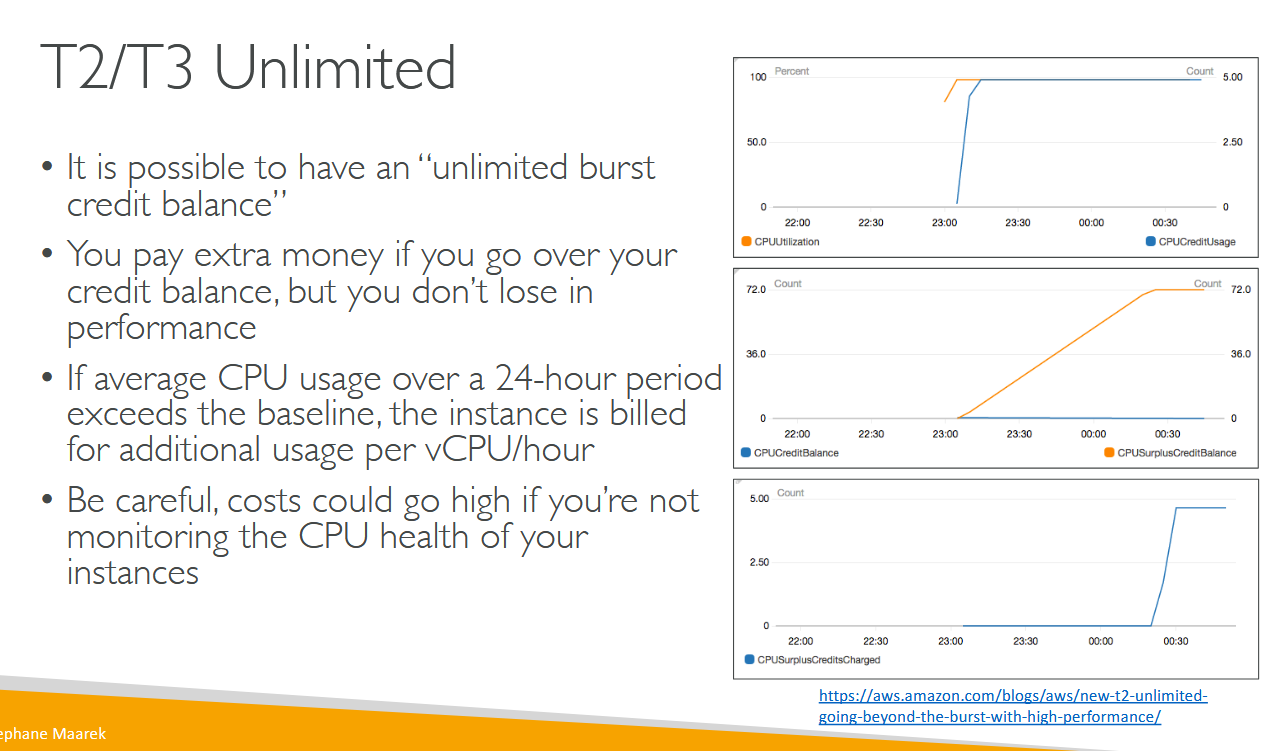 T2/T3 Unlimited
• It is possible to have an “unlimited burst
credit balance”
• You pay extra money if you go over your
credit balance, but you don’t lose in
performance
• If average CPU usage over a 24-hour period
exceeds the baseline, the instance is billed
for additional usage per vCPU/hour
• Be careful, costs could go high if you’re not
monitoring the CPU health of your
instances
Percent Count
100 5.00
50.0 2.50
0 0
22:00 22:30 23:00 23:30 00:00 00:30
CPUUtilization CPUCreditUsage
Count Count
72.0 72.0
36.0 36.0
0 0
22:00 22:30 23:00 23:30 00:00 00:30
CPUCreditBalance CPUSurplusCreditBalance
Count
5.00
2.50
0
22:00 22:30 23:00 23:30 00:00 00:30
CPUSurplusCreditsCharged
https://aws.amazon.com/blogs/aws/new-t2-unlimited-
going-beyond-the-burst-with-high-performance/
ephane Maarek